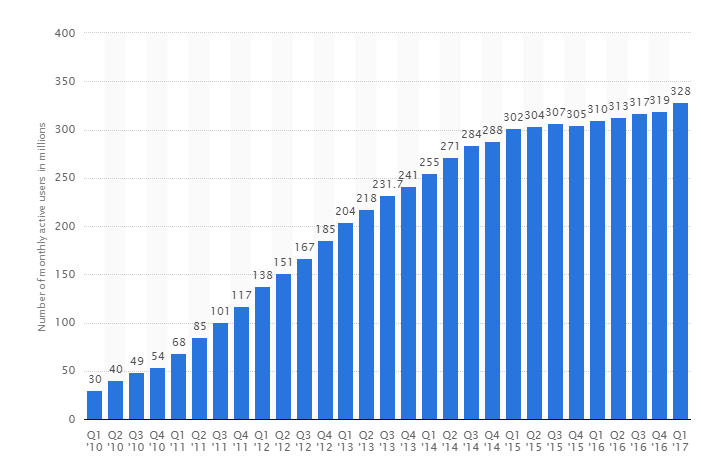 Number of monthly active users in millions
400
350
300
250
200
150
100
50
0
30 40 49 54 68 85 101 117 138 151 167 185 204 218 231.7 241 255 271 284 288 302 304 307 305 310 313 317 319 328
Q1 Q2 Q3 Q4 Q1 Q2 Q3 Q4 Q1 Q2 Q3 Q4 Q1 Q2 Q3 Q4 Q1 Q2 Q3 Q4 Q1 Q2 Q3 Q4 Q1 Q2 Q3 Q4 Q1
'10 '10 '10 '10 '11 '11 '11 '11 '12 '12 '12 '12 '13 '13 '13 '13 '14 '14 '14 '14 '15 '15 '15 '15 '16 '16 '16 '16 '17